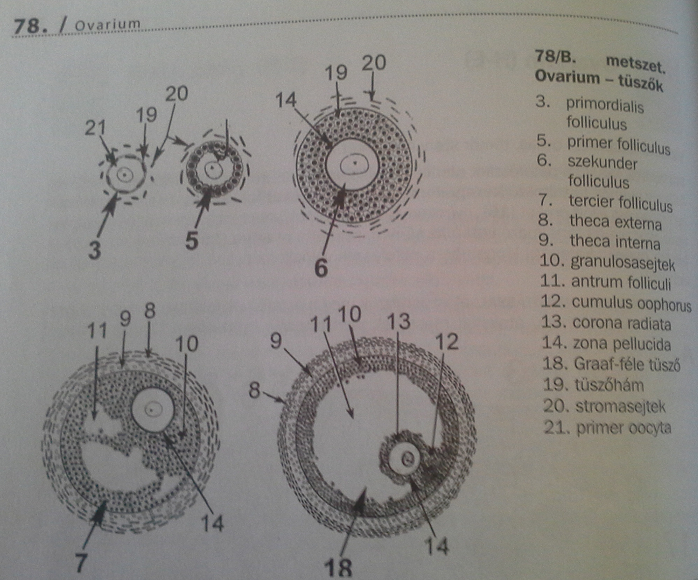 78. / Ovarium
78/B. metszet.
Ovarium – tüszők
3. primordialis
folliculus
5. primer folliculus
6. szekunder
folliculus
7. tercier folliculus
8. theca externa
9. theca interna
10. granulosasejtek
11. antrum folliculi
12. cumulus oophorus
13. corona radiata
14. zona pellucida
18. Graaf-féle tüsző
19. tüszőhám
20. stromasejtek
21. primer oocyta
21 19 20
3 5
14 19 20
6
11 9 8 10
14
7
8 9 11 10 13 12
14
18